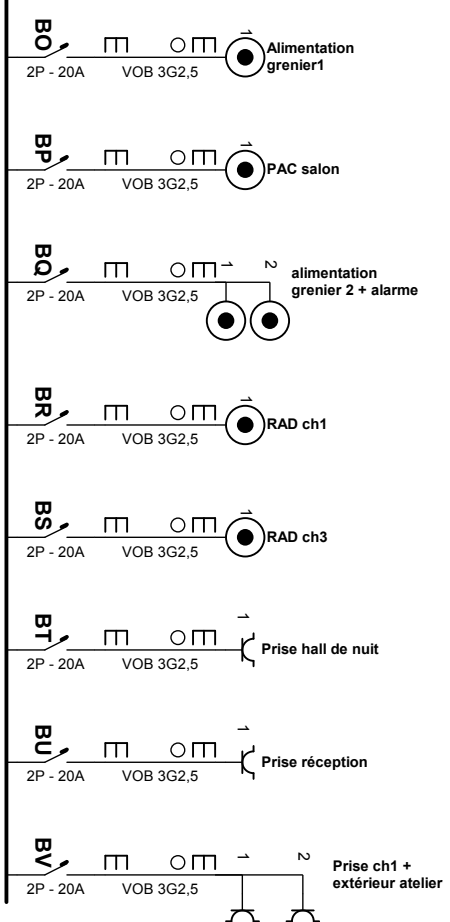 BO
1
Alimentation
grenier1
2P - 20A
VOB 3G2,5
BP
1
PAC salon
2P - 20A
VOB 3G2,5
BQ
1
2
alimentation
grenier 2 + alarme
2P - 20A
VOB 3G2,5
BR
1
RAD ch1
2P - 20A
VOB 3G2,5
BS
1
RAD ch3
2P - 20A
VOB 3G2,5
BT
1
Prise hall de nuit
2P - 20A
VOB 3G2,5
BU
1
Prise réception
2P - 20A
VOB 3G2,5
BV
1
2
Prise ch1 +
extérieur atelier
2P - 20A
VOB 3G2,5